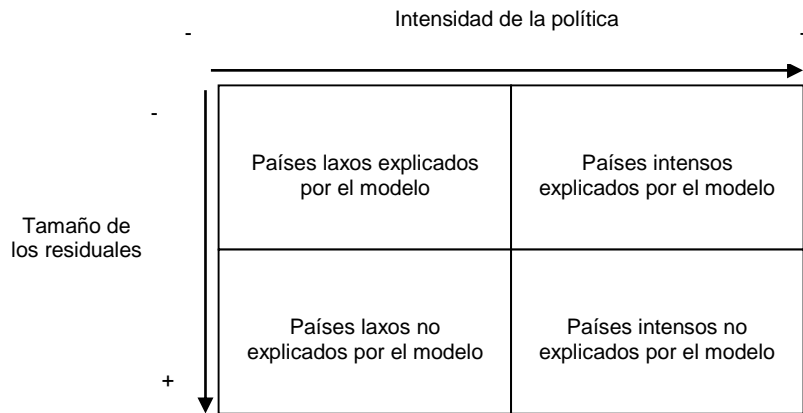 Intensidad de la política
-
-
-
Países laxos explicados
por el modelo
Países intensos
explicados por el modelo
Tamaño de
los residuales
Países laxos no
explicados por el modelo
Países intensos no
explicados por el modelo
+